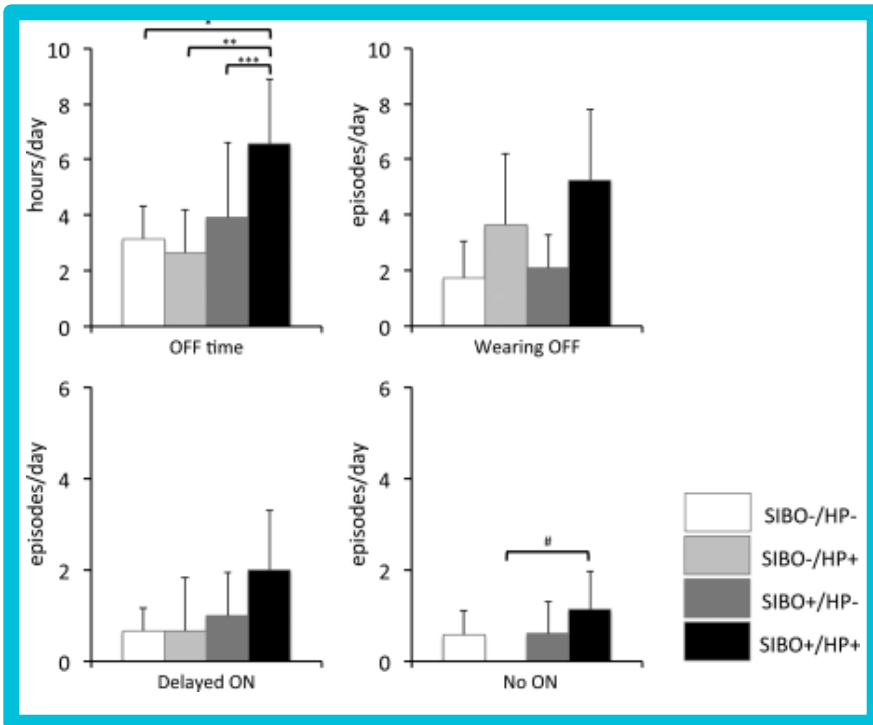 *
**
***
10
8
6
4
2
0
hours/day
OFF time
10
8
6
4
2
0
episodes/day
Wearing OFF
6
4
2
0
episodes/day
Delayed ON
6
4
2
0
episodes/day
#
No ON
SIBO-/HP-
SIBO-/HP+
SIBO+/HP-
SIBO+/HP+